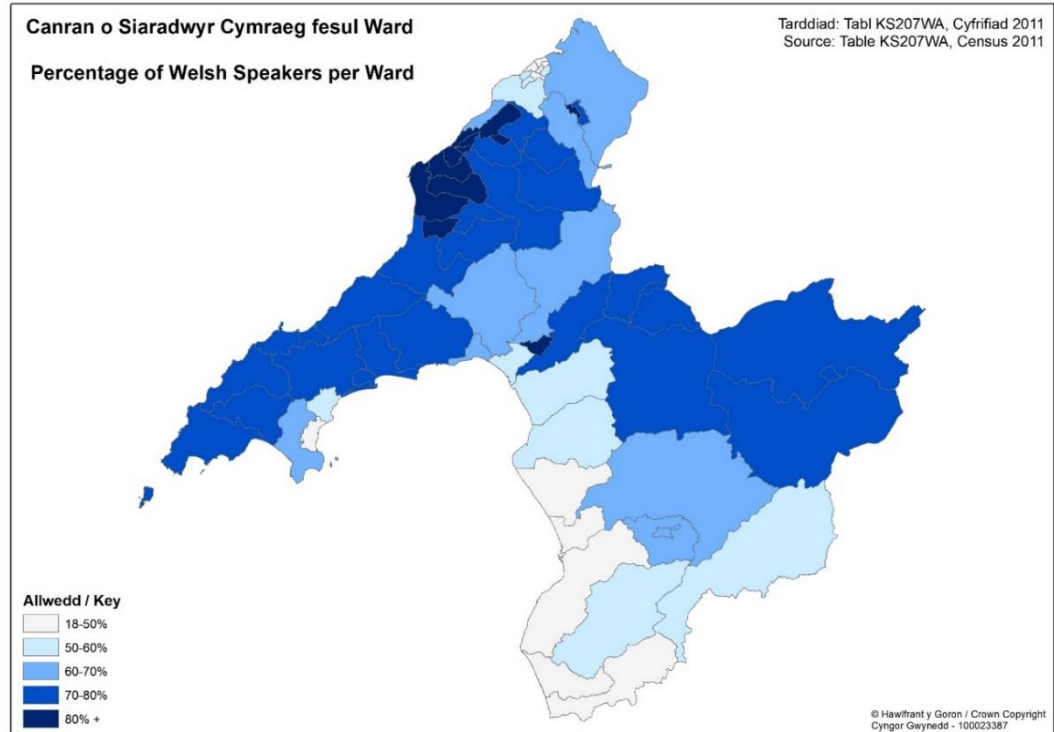 Canran o Siaradwyr Cymraeg fesul Ward
Percentage of Welsh Speakers per Ward
Tarddiad: Tabl KS207WA, Cyfrifiad 2011
Source: Table KS207WA, Census 2011
Allwedd / Key
18-50%
50-60%
60-70%
70-80%
80% +
© Hawlfraint y Goron / Crown Copyright
Cyngor Gwynedd - 100023387